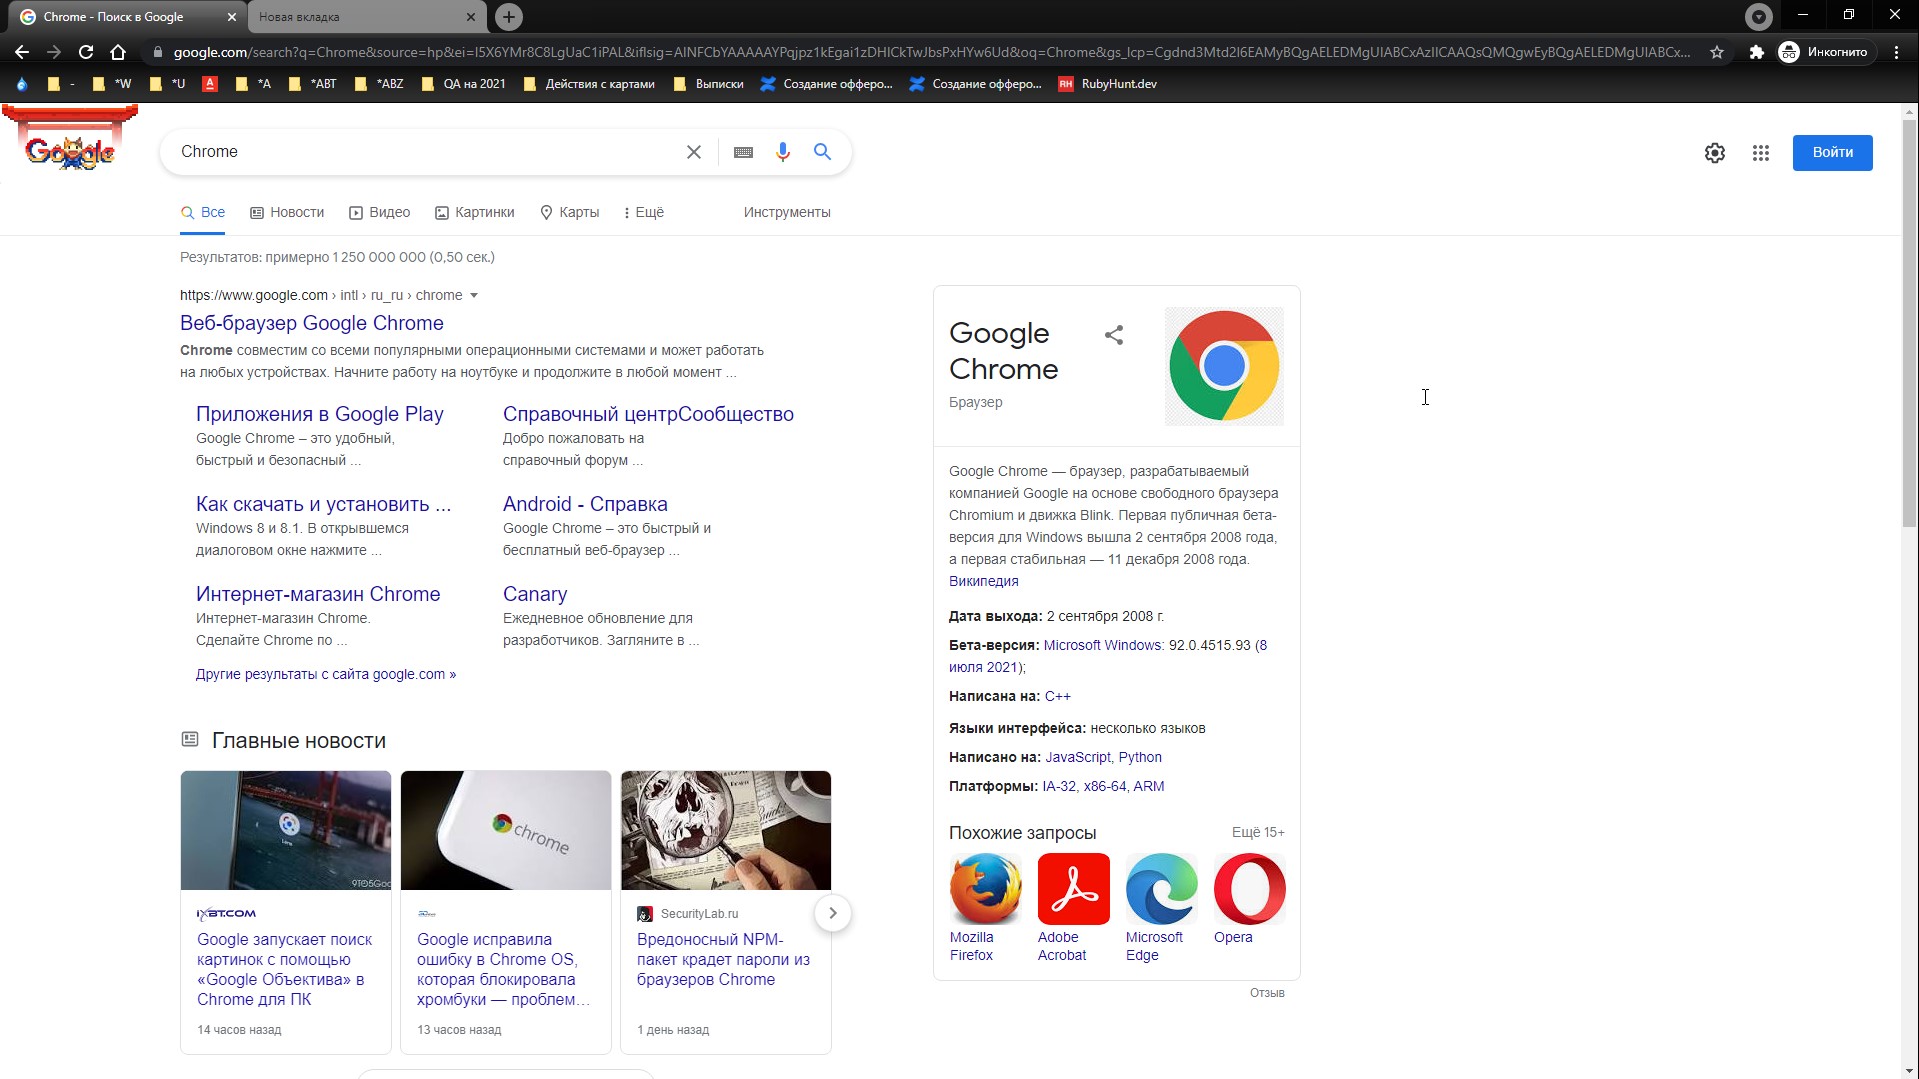 Chrome - Поиск в Google
Новая вкладка
google.com/search?q=Chrome&source=hp&ei=I5X6YMr8C8LgUaC1iPAL&iflsig=AINFCbYAAAAAYPqjpz1kEgai1zDHICkTwJbsPxHYw6Ud&oq=Chrome&gs_lcp=Cgdnd3Mtd2l6EAMyBQgAELEDMgUIABCxAzIICAAQsQMQgwEyBQgAELEDMgUIABCx...
Инкогнито
-
*W
*U
*A
*ABT
*ABZ
QA на 2021
Действия с картами
Выписки
Создание офферо...
Создание офферо...
RH RubyHunt.dev
Google
Chrome
Войти
Все
Новости
Видео
Картинки
Карты
Ещё
Инструменты
Результатов: примерно 1 250 000 000 (0,50 сек.)
https://www.google.com › intl › ru_ru › chrome
Веб-браузер Google Chrome
Chrome совместим со всеми популярными операционными системами и может работать
на любых устройствах. Начните работу на ноутбуке и продолжите в любой момент ...
Приложения в Google Play
Google Chrome – это удобный,
быстрый и безопасный ...
Справочный центрСообщество
Добро пожаловать на
справочный форум ...
Как скачать и установить ...
Windows 8 и 8.1. В открывшемся
диалоговом окне нажмите ...
Android - Справка
Google Chrome – это быстрый и
бесплатный веб-браузер ...
Интернет-магазин Chrome
Интернет-магазин Chrome.
Сделайте Chrome по ...
Canary
Ежедневное обновление для
разработчиков. Загляните в ...
Другие результаты с сайта google.com »
Главные новости
9TO5Goo
iXBT.COM
Google запускает поиск
картинок с помощью
«Google Объектива» в
Chrome для ПК
14 часов назад
chrome
Google исправила
ошибку в Chrome OS,
которая блокировала
хромбуки — проблем...
13 часов назад
SecurityLab.ru
Вредоносный NPM-
пакет крадет пароли из
браузеров Chrome
1 день назад
Google
Chrome
Браузер
Google Chrome — браузер, разрабатываемый
компанией Google на основе свободного браузера
Chromium и движка Blink. Первая публичная бета-
версия для Windows вышла 2 сентября 2008 года,
а первая стабильная — 11 декабря 2008 года.
Википедия
Дата выхода: 2 сентября 2008 г.
Бета-версия: Microsoft Windows: 92.0.4515.93 (8
июля 2021);
Написана на: C++
Языки интерфейса: несколько языков
Написано на: JavaScript, Python
Платформы: IA-32, x86-64, ARM
Похожие запросы
Ещё 15+
Mozilla
Firefox
Adobe
Acrobat
Microsoft
Edge
Opera
Отзыв